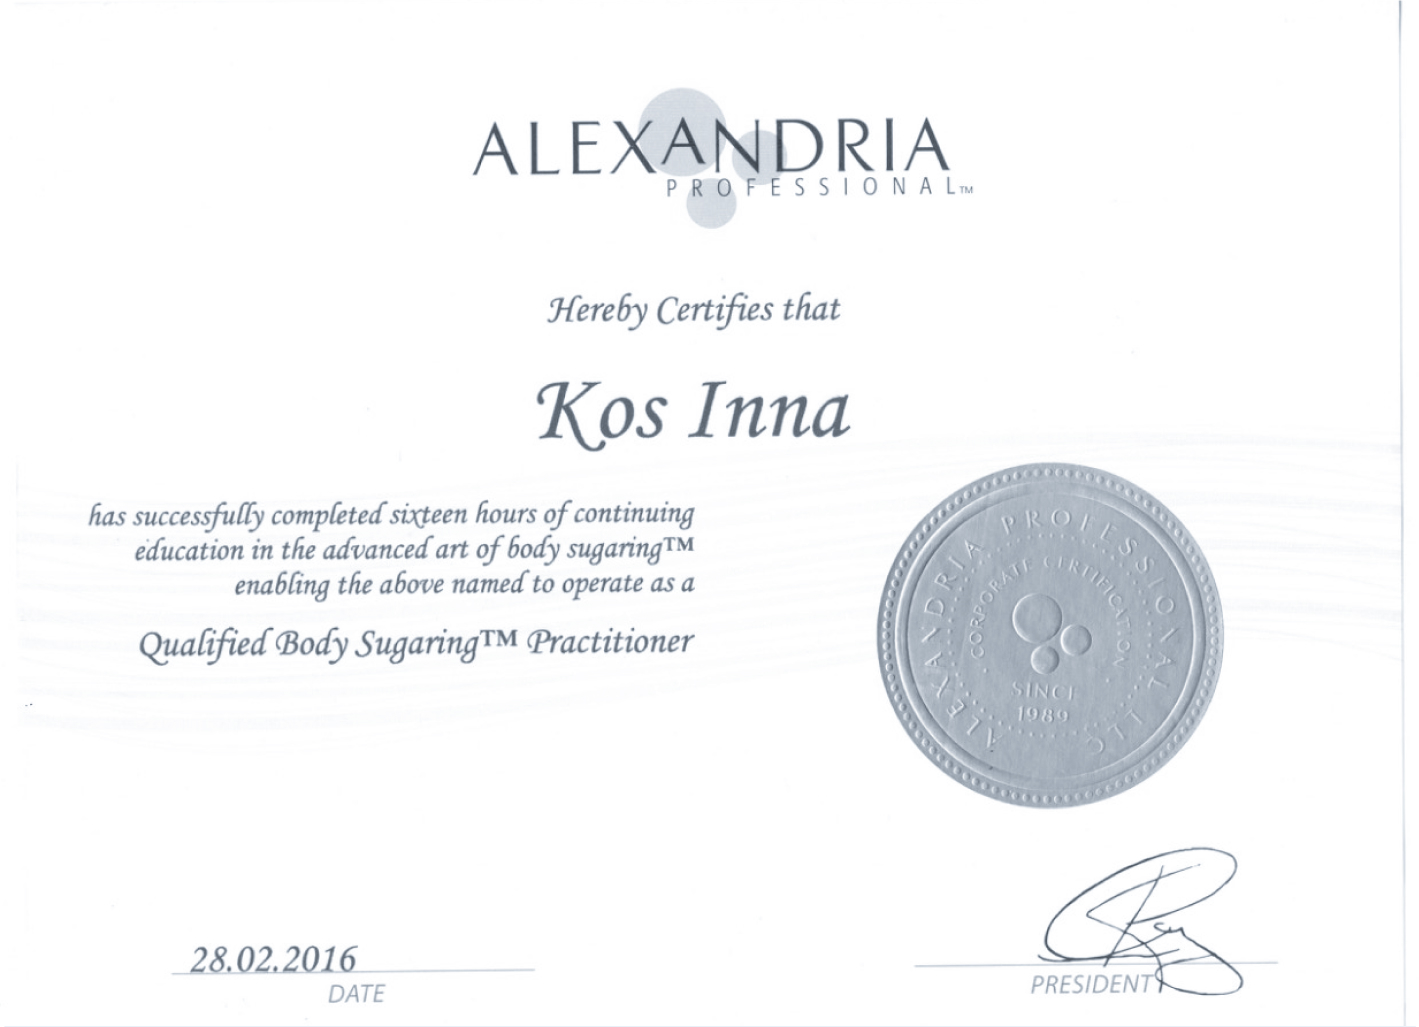 ALEXANDRIA
PROFESSIONAL™
Hereby Certifies that
Kos Inna
has successfully completed sixteen hours of continuing
education in the advanced art of body sugaring™
enabling the above named to operate as a
Qualified Body Sugaring™ Practitioner
ALEXANDRIA PROFESSIONAL LLC
· CORPORATE CERTIFICATION ·
SINCE
1989
28.02.2016
DATE
PRESIDENT